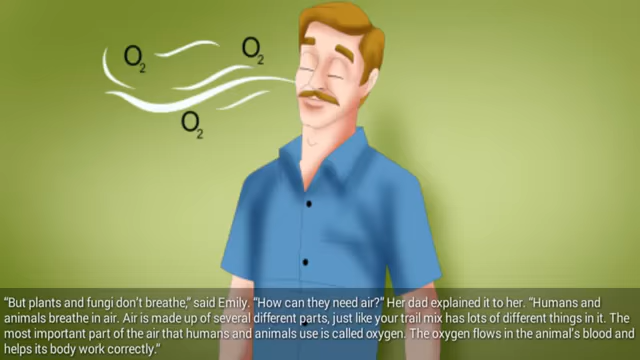 O₂
O₂
O₂
“But plants and fungi don’t breathe,” said Emily. “How can they need air?” Her dad explained it to her. “Humans and
animals breathe in air. Air is made up of several different parts, just like your trail mix has lots of different things in it. The
most important part of the air that humans and animals use is called oxygen. The oxygen flows in the animal’s blood and
helps its body work correctly.”